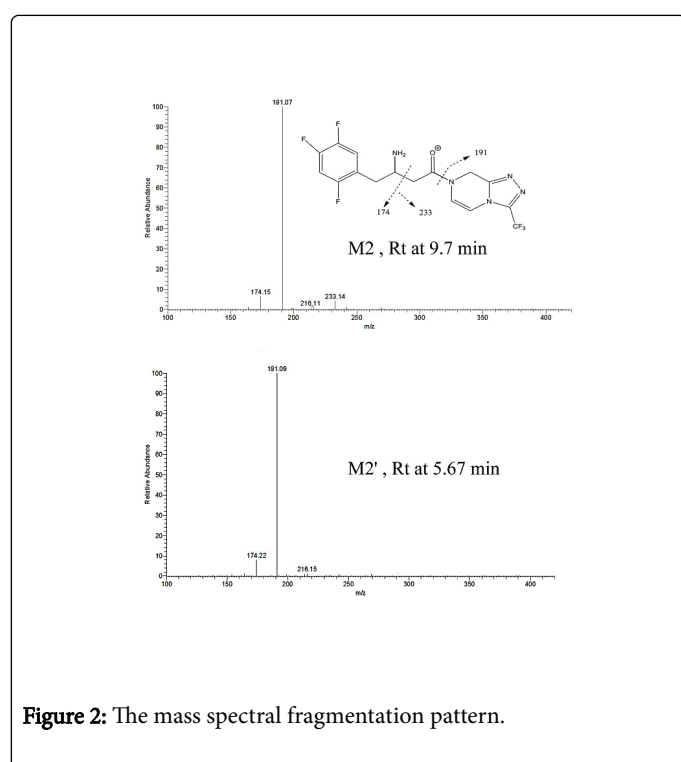 191.07
100
90
80
70
60
50
40
30
20
10
0
Relative Abundance
174.15
216.11
233.14
100 150 200 250 300 350 400
m/z
F
F
F
NH₂
O
⊕
N
N
N
N
CF₃
191
174
233
M2 , Rt at 9.7 min
191.09
100
90
80
70
60
50
40
30
20
10
0
Relative Abundance
174.22
216.15
100 150 200 250 300 350 400
m/z
M2' , Rt at 5.67 min
Figure 2: The mass spectral fragmentation pattern.